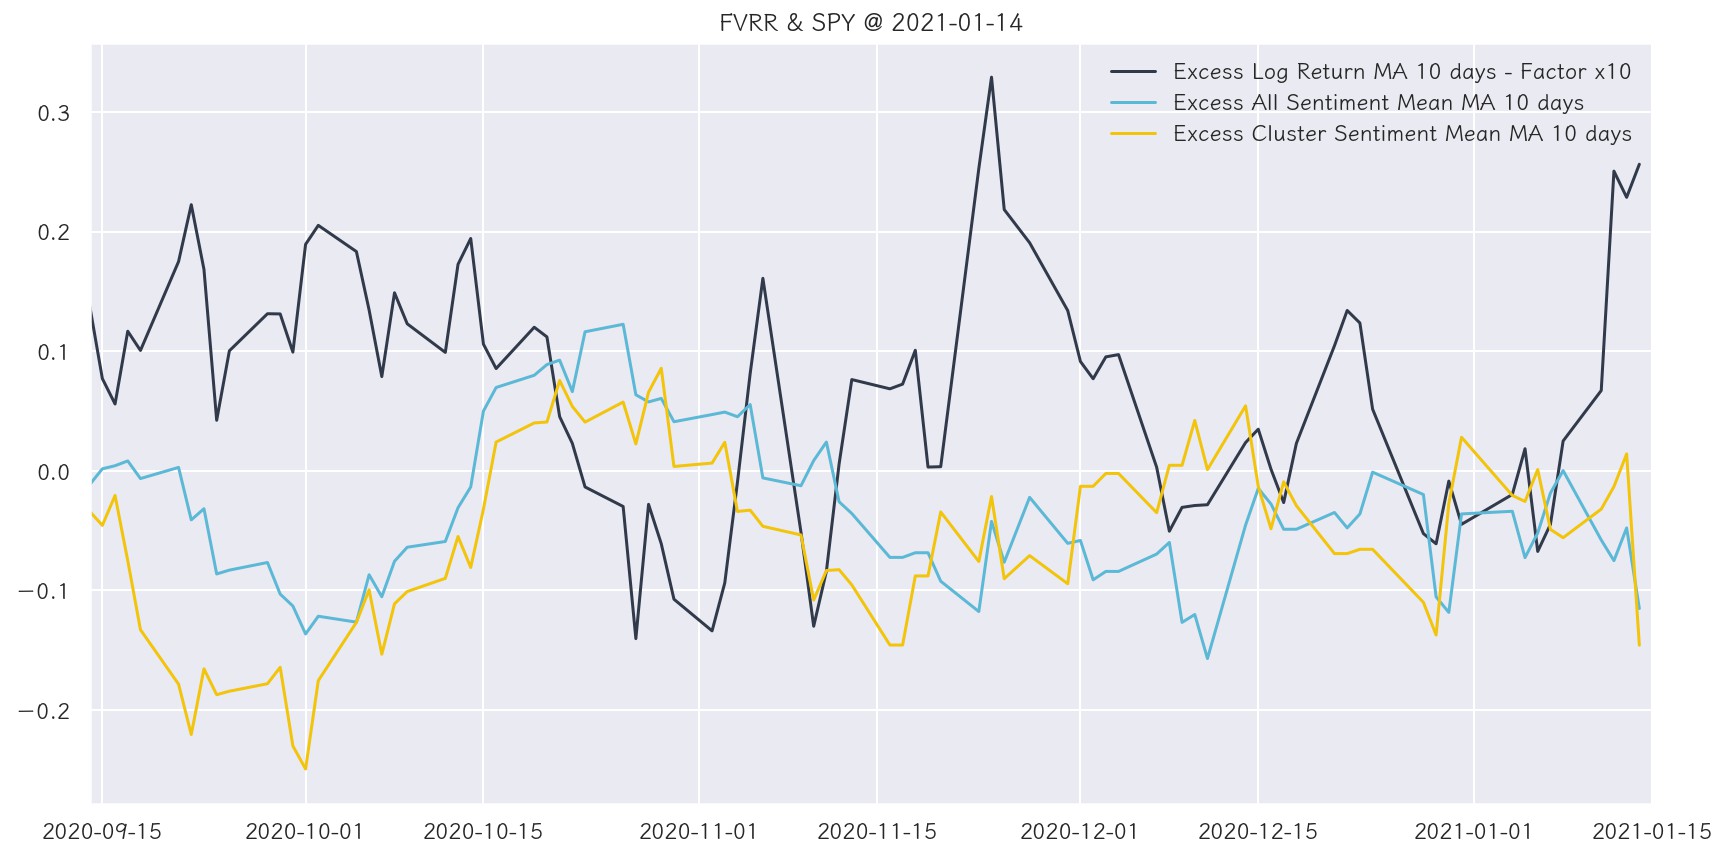 FVRR & SPY @ 2021-01-14
Excess Log Return MA 10 days - Factor x10
Excess All Sentiment Mean MA 10 days
Excess Cluster Sentiment Mean MA 10 days
0.3
0.2
0.1
0.0
−0.1
−0.2
2020-09-15 2020-10-01 2020-10-15 2020-11-01 2020-11-15 2020-12-01 2020-12-15 2021-01-01 2021-01-15